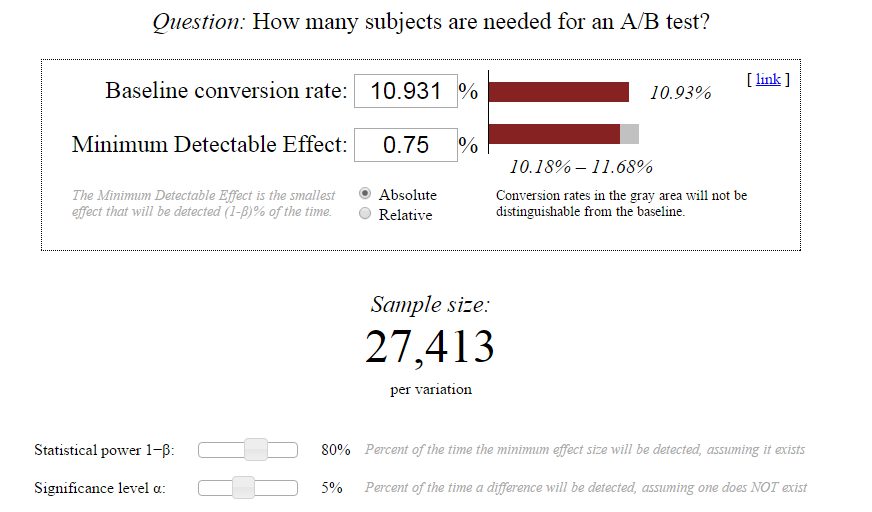 Question: How many subjects are needed for an A/B test?
[ link ]
Baseline conversion rate: 10.931 % 10.93%
Minimum Detectable Effect: 0.75 %
10.18% – 11.68%
The Minimum Detectable Effect is the smallest
effect that will be detected (1-β)% of the time.
Absolute
Relative
Conversion rates in the gray area will not be
distinguishable from the baseline.
Sample size:
27,413
per variation
Statistical power 1−β: 80% Percent of the time the minimum effect size will be detected, assuming it exists
Significance level α: 5% Percent of the time a difference will be detected, assuming one does NOT exist